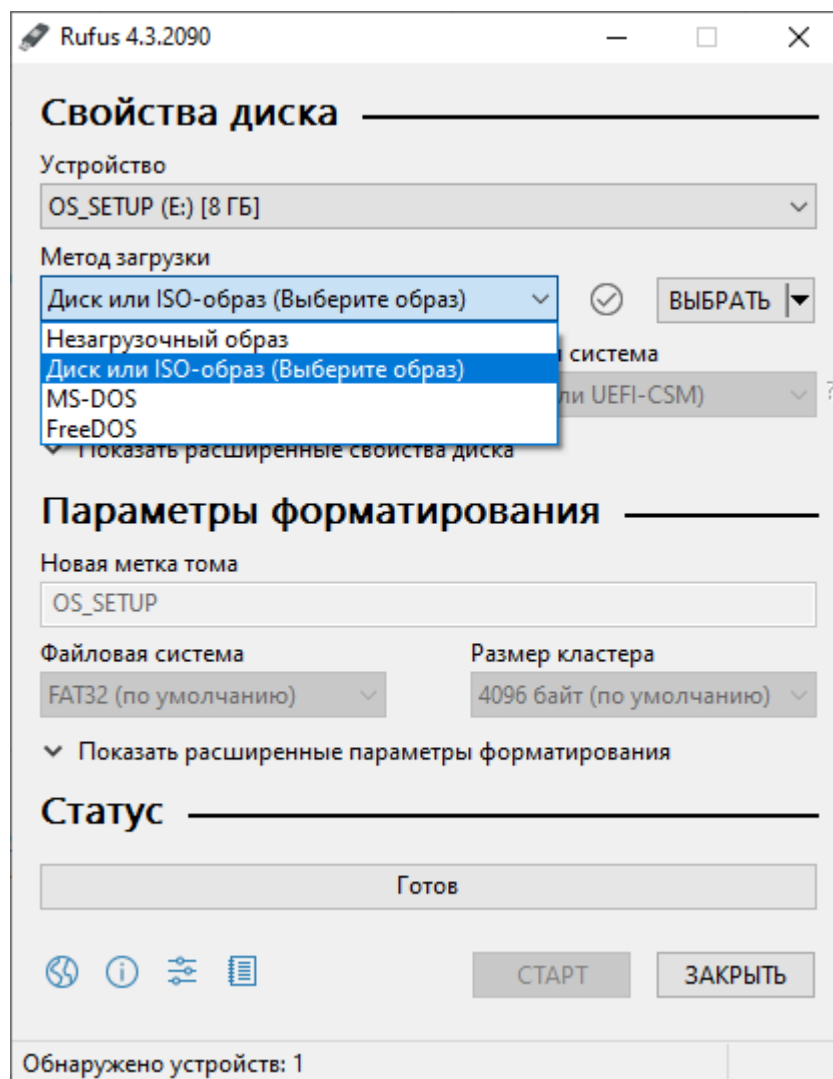 Rufus 4.3.2090
Свойства диска
Устройство
OS_SETUP (E:) [8 ГБ]
Метод загрузки
Диск или ISO-образ (Выберите образ)
ВЫБРАТЬ
Незагрузочный образ
Диск или ISO-образ (Выберите образ)
MS-DOS
FreeDOS
система
UEFI-CSM)
?
Показать расширенные свойства диска
Параметры форматирования
Новая метка тома
OS_SETUP
Файловая система
Размер кластера
FAT32 (по умолчанию)
4096 байт (по умолчанию)
Показать расширенные параметры форматирования
Статус
Готов
СТАРТ
ЗАКРЫТЬ
Обнаружено устройств: 1